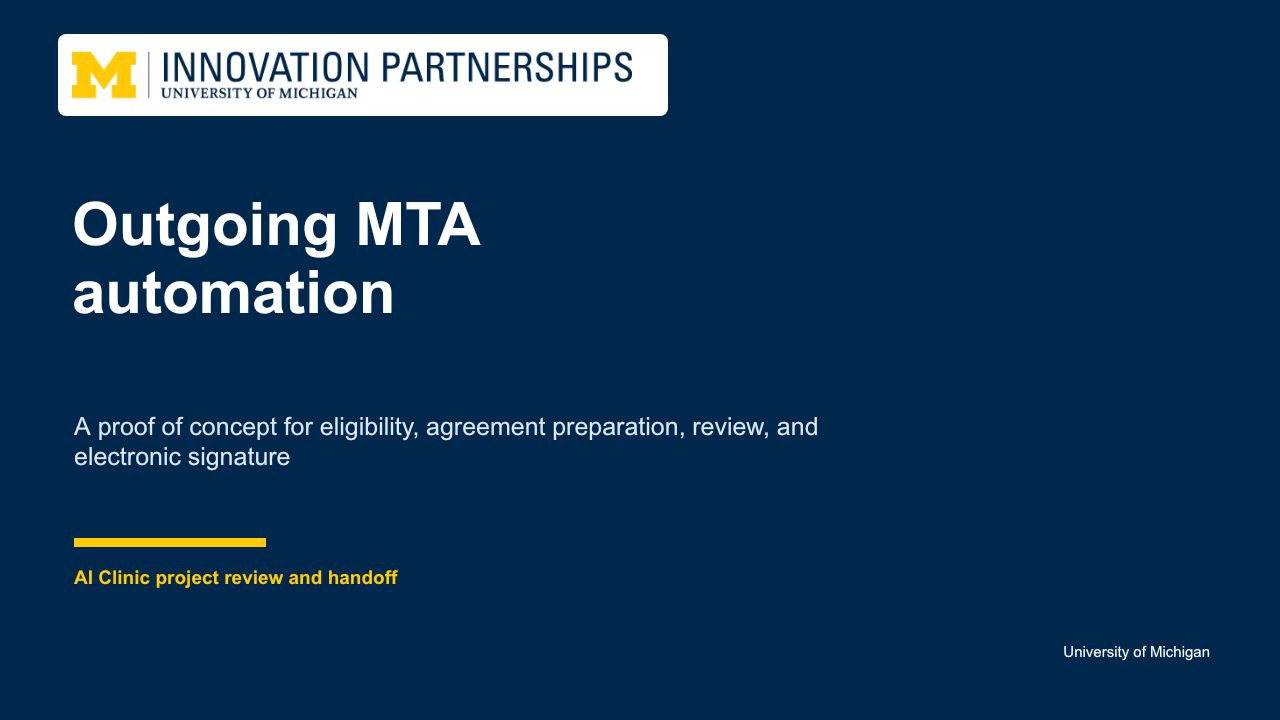 M INNOVATION PARTNERSHIPS
UNIVERSITY OF MICHIGAN
Outgoing MTA
automation
A proof of concept for eligibility, agreement preparation, review, and
electronic signature
AI Clinic project review and handoff
University of Michigan